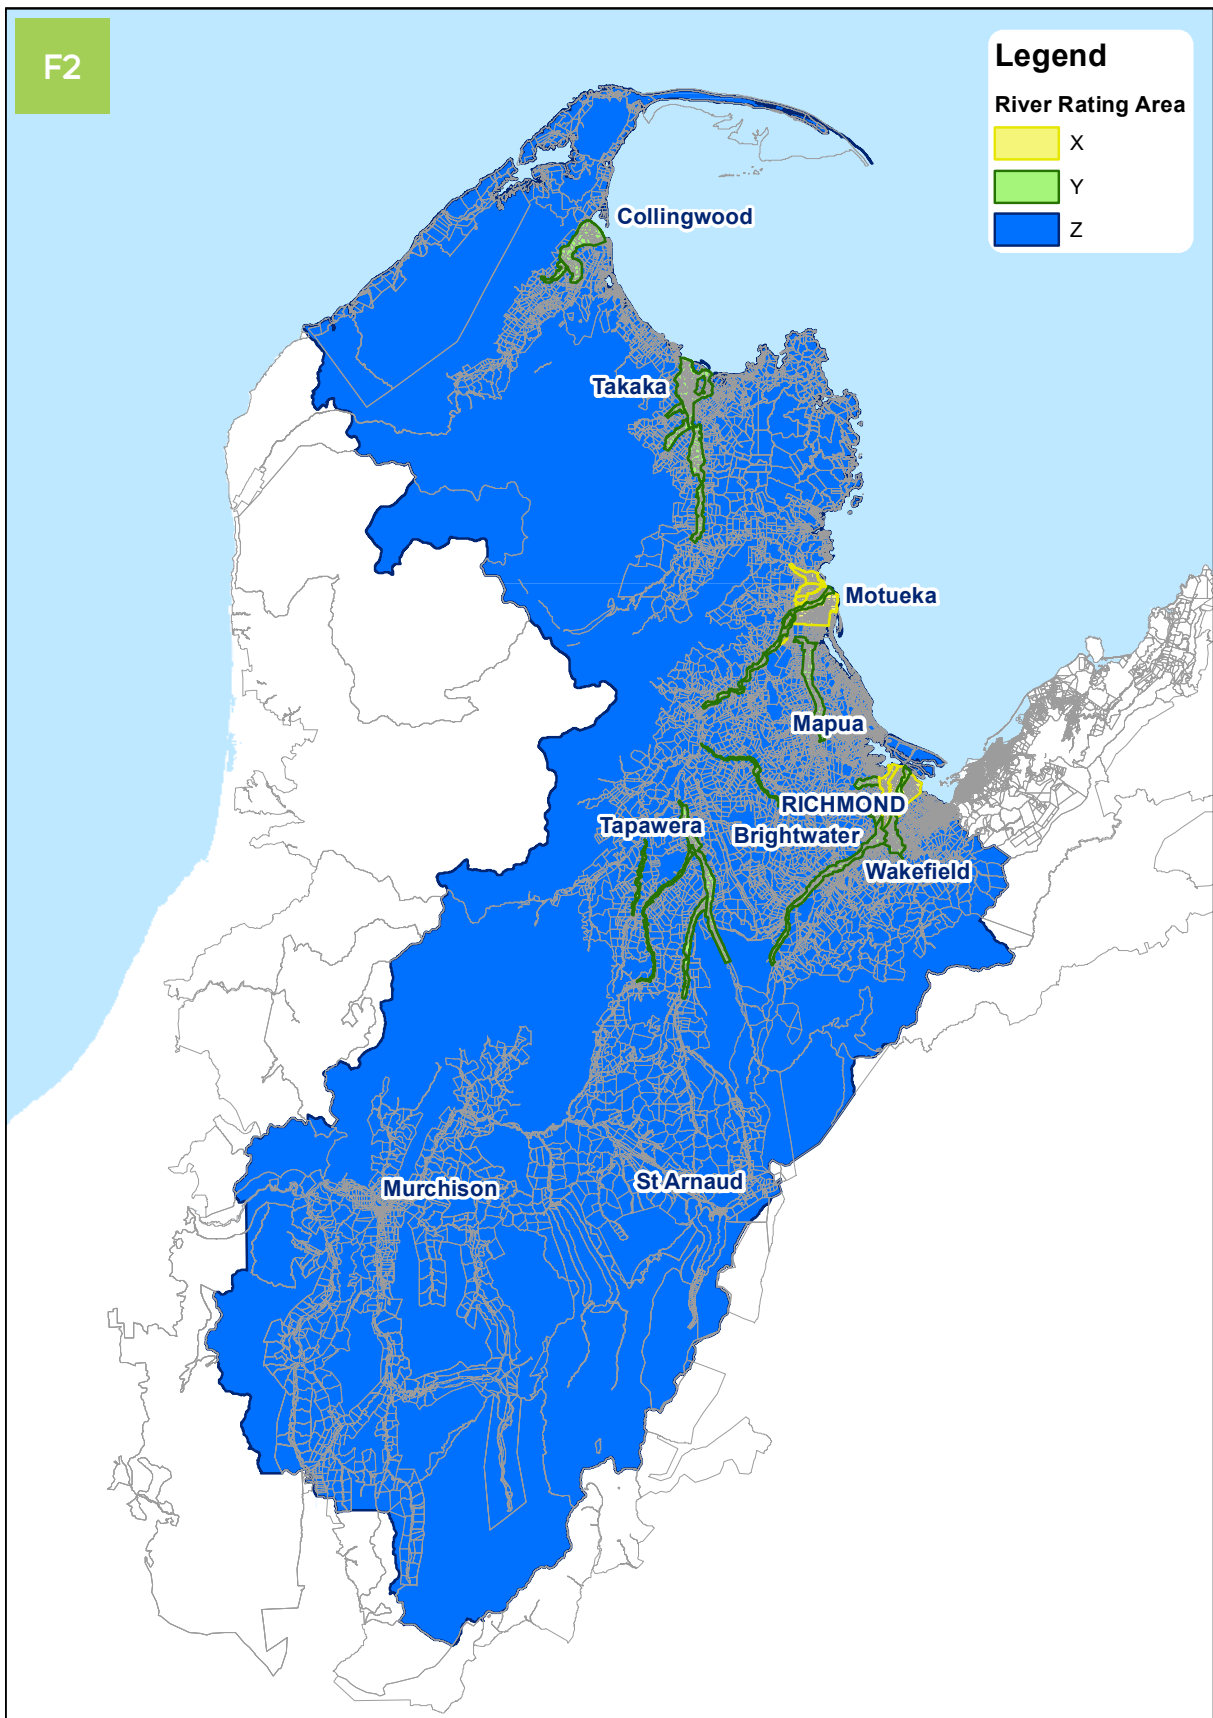 F2
Legend
River Rating Area
X
Y
Z
Collingwood
Takaka
Motueka
Mapua
RICHMOND
Tapawera
Brightwater
Wakefield
Murchison
St Arnaud